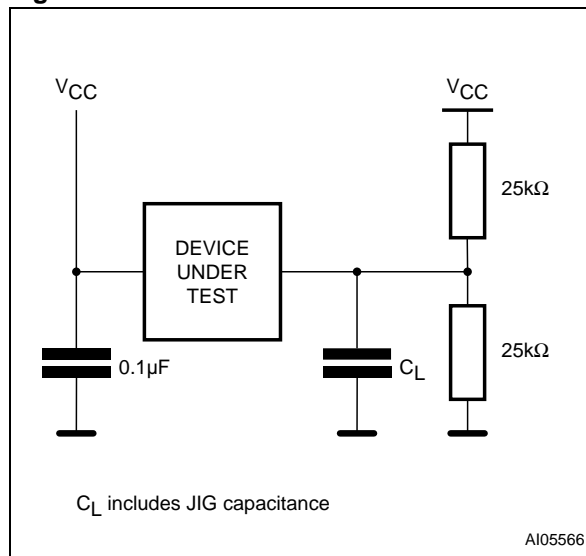 VCC
VCC
25kΩ
DEVICE
UNDER
TEST
0.1µF
CL
25kΩ
CL includes JIG capacitance
AI05566